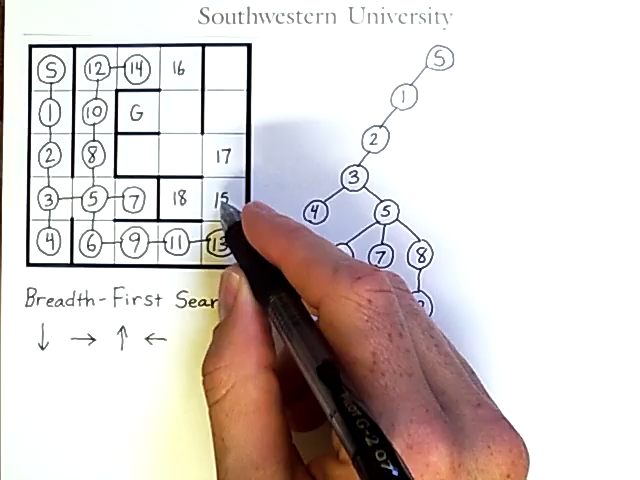 Southwestern University
S 12 14 16
1 10 G
2 8 17
3 5 7 18 15
4 6 9 11 13
Breadth-First Sear
↓ → ↑ ←
S
1
2
3
4 5
7 8